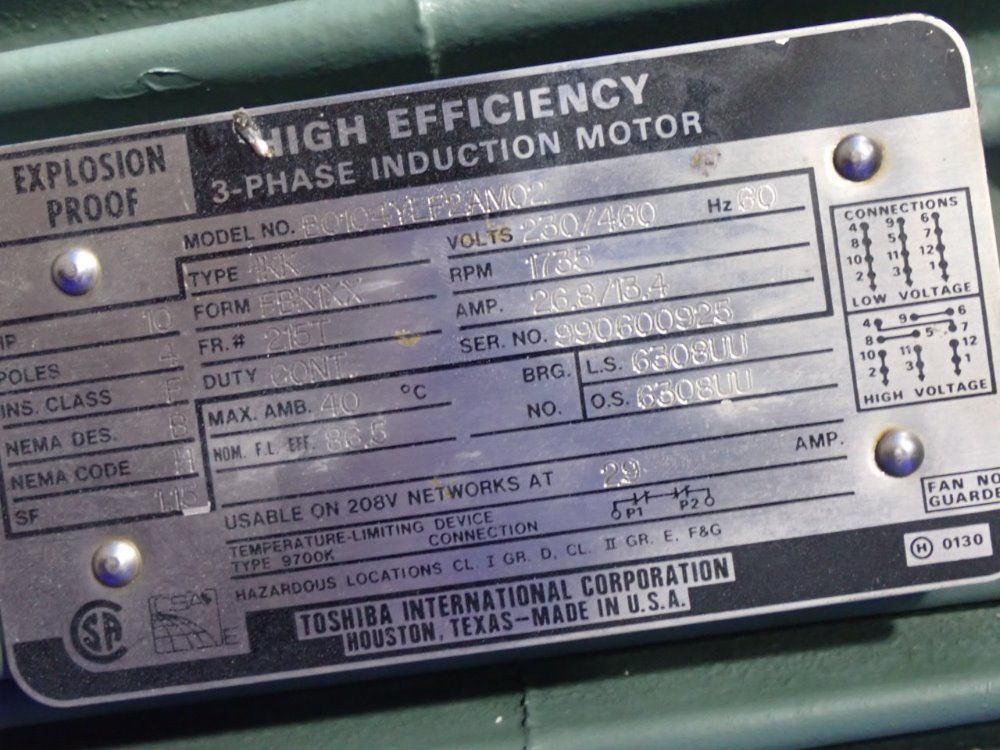 EXPLOSION PROOF
HIGH EFFICIENCY
3-PHASE INDUCTION MOTOR
MODEL NO.
TYPE
FORM
FR.# 215T
DUTY CONT.
VOLTS 230/460 Hz 60
RPM 1735
AMP. 26.8/13.4
SER. NO. 990600925
HP 10
POLES 4
INS. CLASS F
NEMA DES. B
NEMA CODE H
SF 1.15
MAX. AMB. 40 °C
NOM. F.L. EFF.
BRG. NO.
L.S. 6308UU
O.S. 6308UU
USABLE ON 208V NETWORKS AT 29 AMP.
TEMPERATURE-LIMITING DEVICE
TYPE 9700K CONNECTION
P1 P2
HAZARDOUS LOCATIONS CL. I GR. D, CL. II GR. E, F&G
TOSHIBA INTERNATIONAL CORPORATION
HOUSTON, TEXAS-MADE IN U.S.A.
CSA
CSA E
CONNECTIONS
4 9 6
8 5 7
10 11 12
2 3 1
LOW VOLTAGE
4 9 6
8 5 7
10 11 12
2 3 1
HIGH VOLTAGE
FAN NO
GUARDE
H 0130